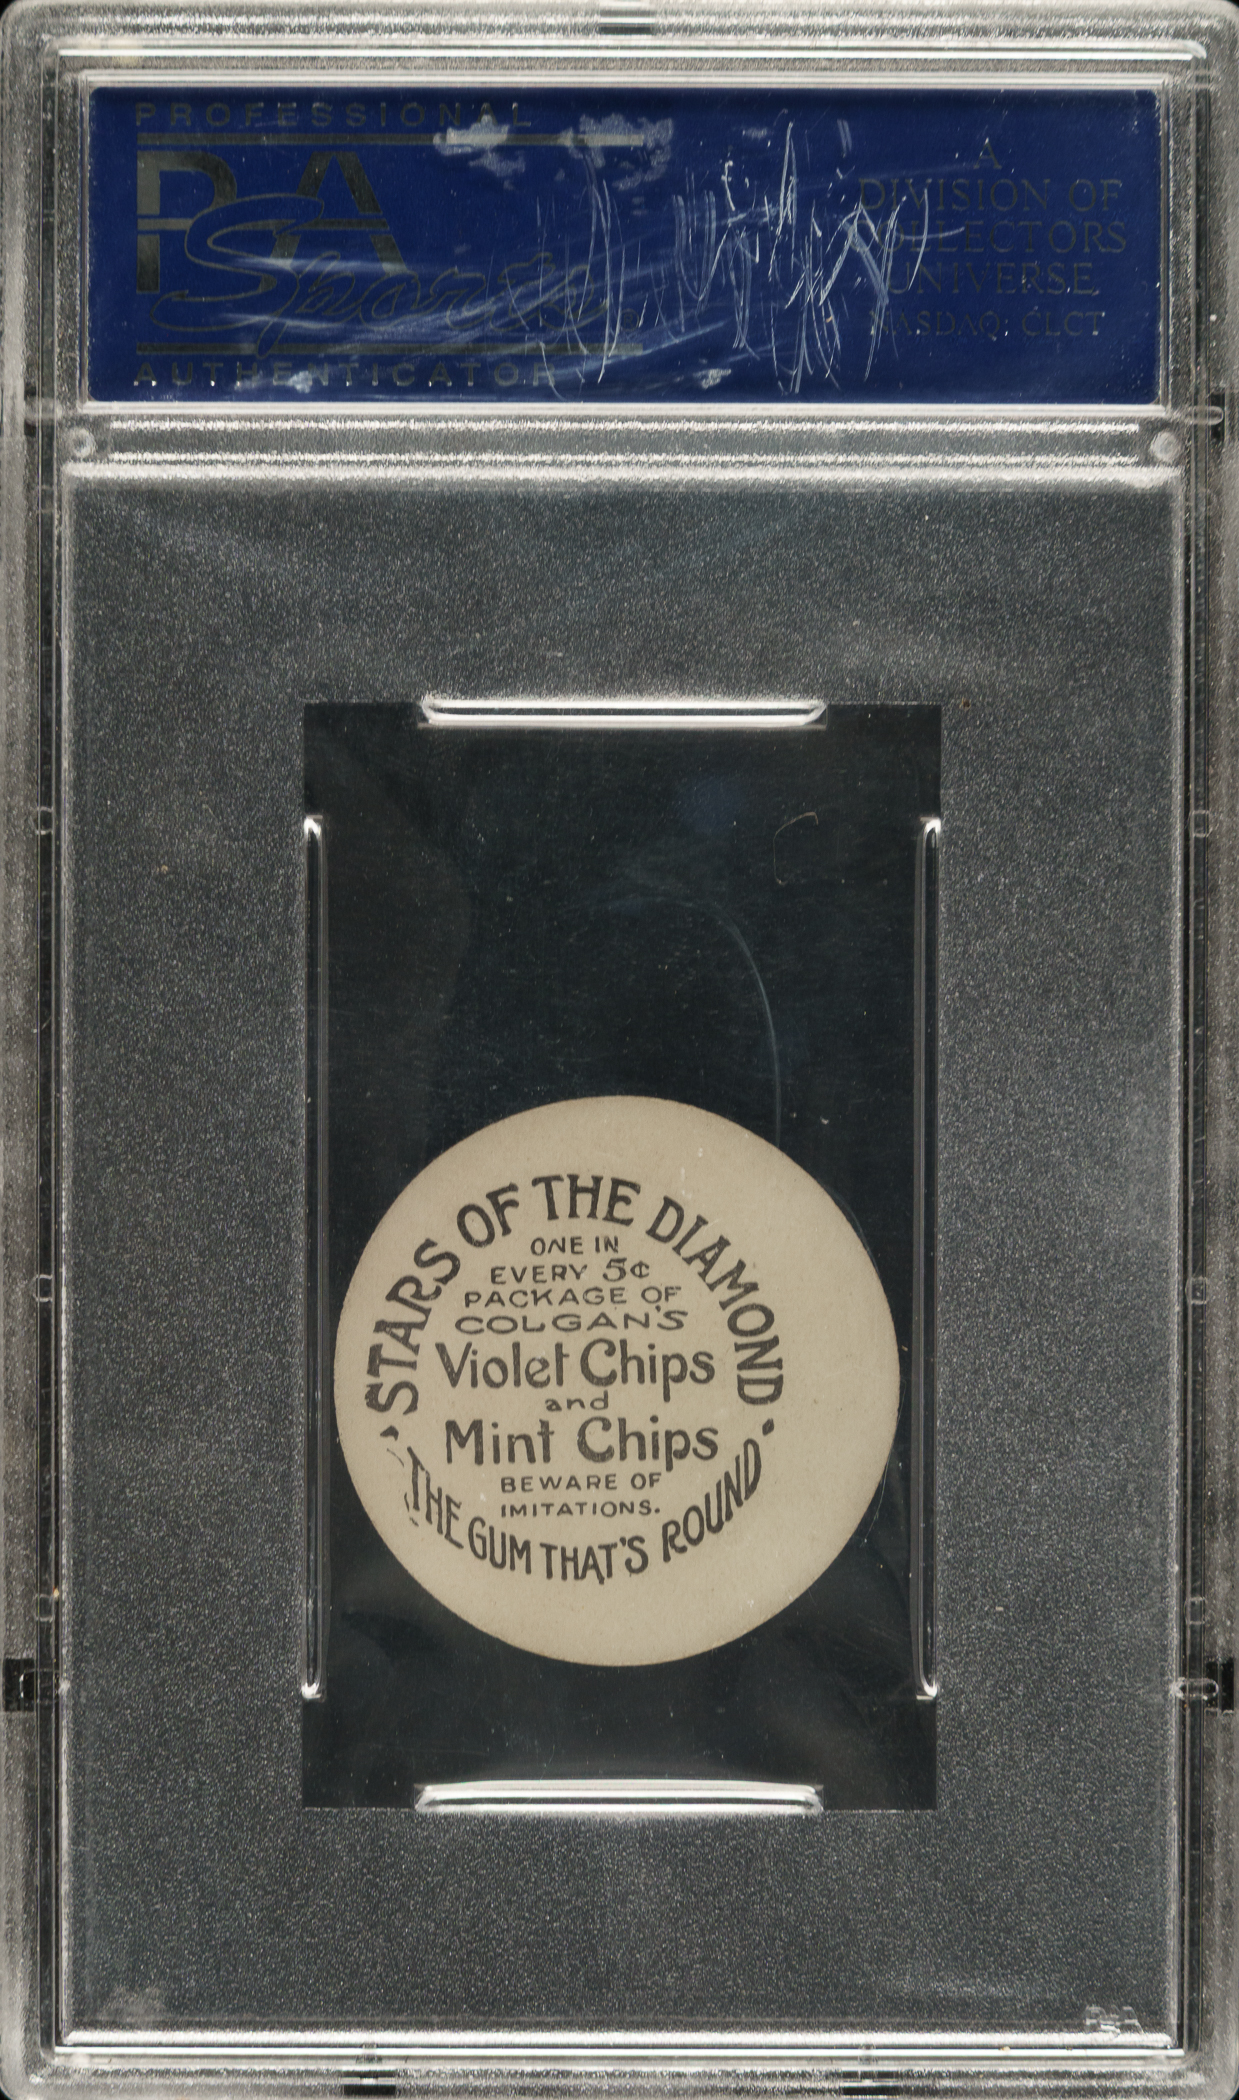 PROFESSIONAL
PSA
Sports
AUTHENTICATOR
A
DIVISION OF
COLLECTORS
UNIVERSE
NASDAQ: CLCT
STARS OF THE DIAMOND
ONE IN
EVERY 5¢
PACKAGE OF
COLGAN'S
Violet Chips
and
Mint Chips
BEWARE OF
IMITATIONS.
THE GUM THAT'S ROUND
PSA